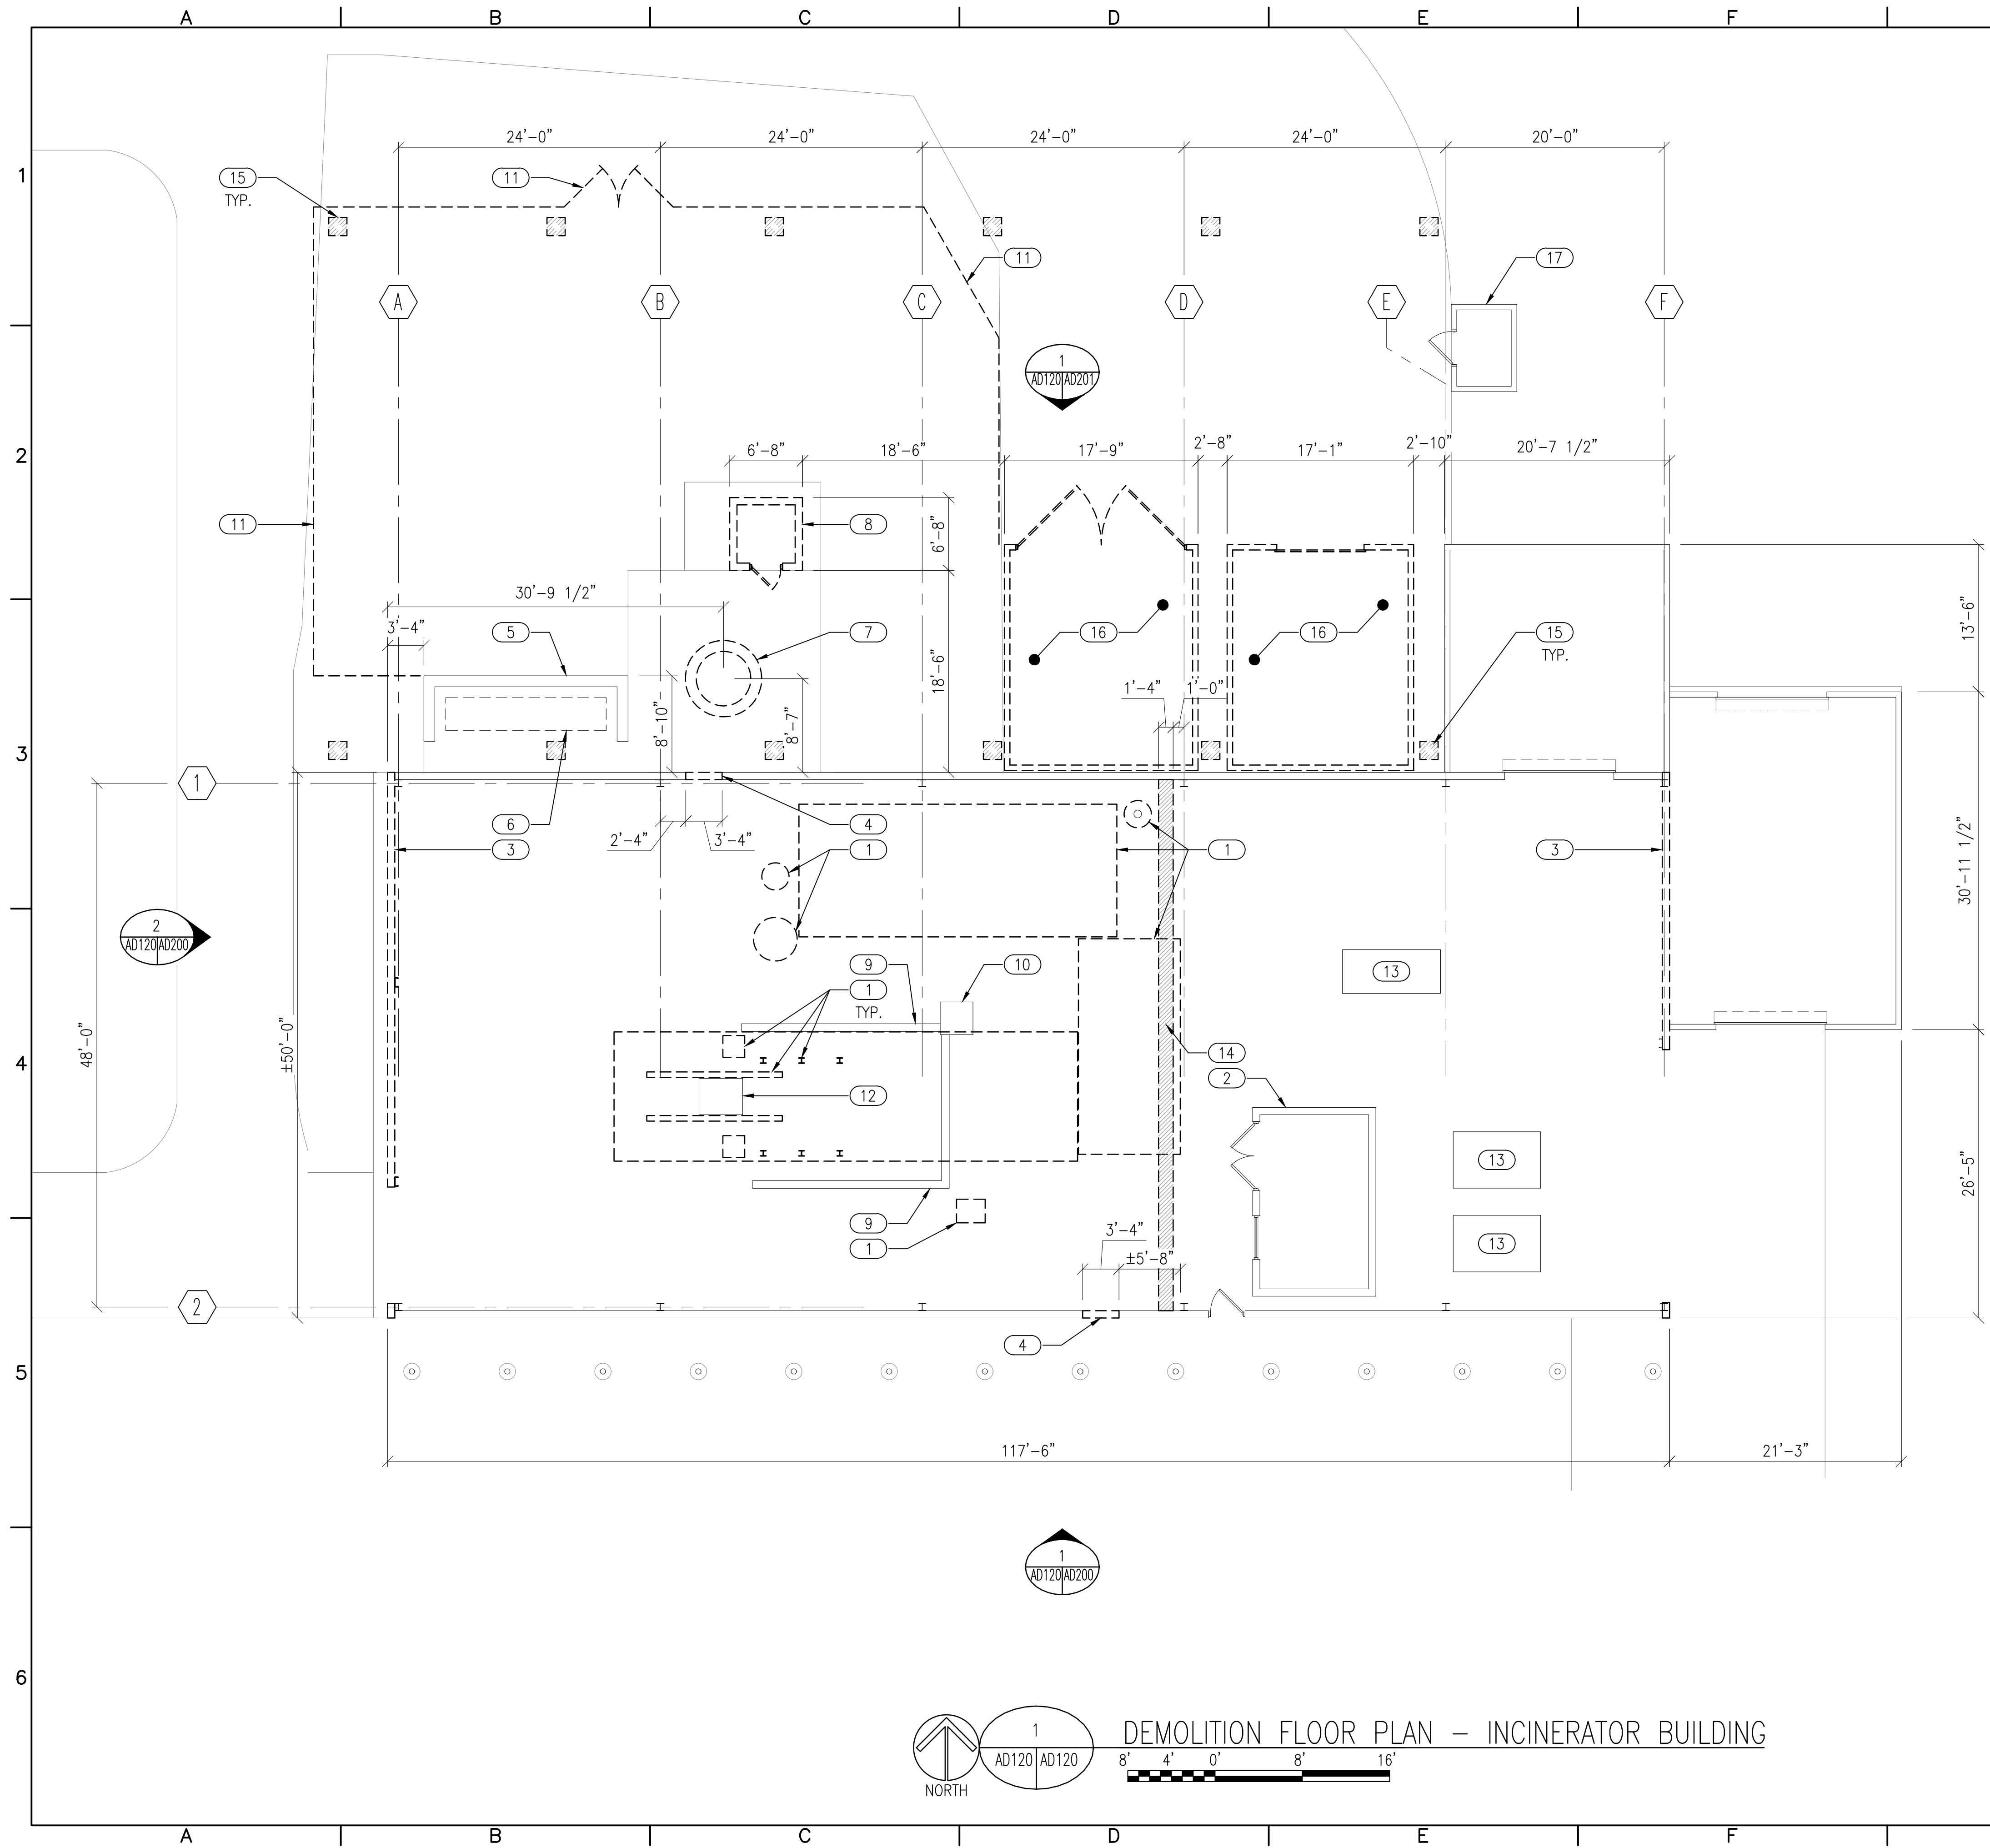 A B C D E F
24'-0" 24'-0" 24'-0" 24'-0" 20'-0"
1
15 11
TYP.
11 17
A B C D E F
1
AD120 AD201
2
6'-8" 18'-6" 17'-9" 2'-8" 17'-1" 2'-10" 20'-7 1/2"
11 8
6'-8"
30'-9 1/2"
3'-4" 5 7 16 16 15
TYP.
13'-6"
18'-6"
1'-4" 1'-0"
8'-10" 8'-7"
3
1
6 4
2'-4" 3'-4"
3 1 1 3
30'-11 1/2"
2
AD120 AD200
9 10 13
1
TYP.
48'-0" ±50'-0"
4
14
2
12
13
26'-5"
9
1
3'-4"
±5'-8"
13
2
4
5
117'-6" 21'-3"
1
AD120 AD200
6
1
AD120 AD120
DEMOLITION FLOOR PLAN - INCINERATOR BUILDING
8' 4' 0' 8' 16'
NORTH
A B C D E F